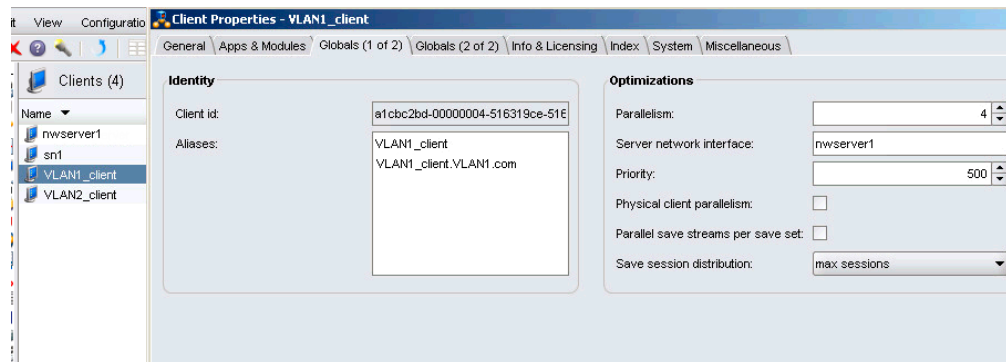 it View Configuratio
Client Properties - VLAN1_client
General Apps & Modules Globals (1 of 2) Globals (2 of 2) Info & Licensing Index System Miscellaneous
Clients (4)
Name
nwserver1
sn1
VLAN1_client
VLAN2_client
Identity
Client id: a1cbc2bd-00000004-516319ce-516
Aliases: VLAN1_client
VLAN1_client.VLAN1.com
Optimizations
Parallelism: 4
Server network interface: nwserver1
Priority: 500
Physical client parallelism:
Parallel save streams per save set:
Save session distribution: max sessions